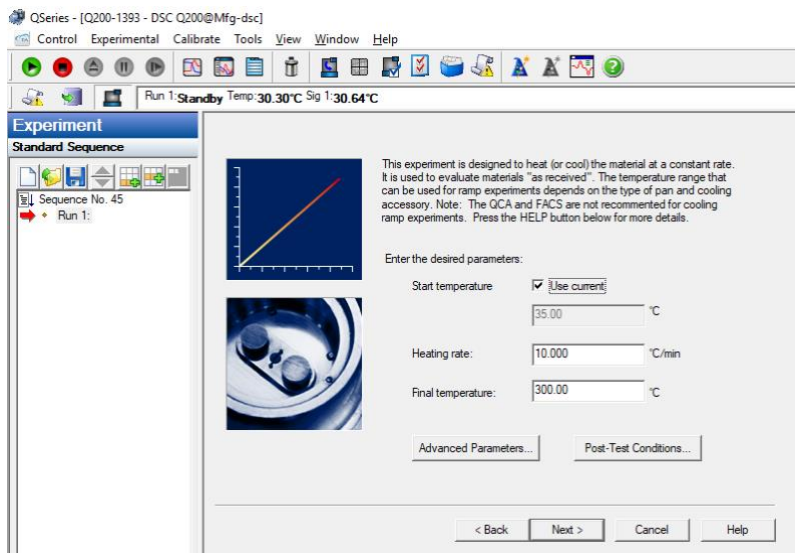 QSeries - [Q200-1393 - DSC Q200@Mfg-dsc]
Control Experimental Calibrate Tools View Window Help
Run 1:Standby Temp:30.30°C Sig 1:30.64°C
Experiment
Standard Sequence
Sequence No. 45
Run 1:
This experiment is designed to heat (or cool) the material at a constant rate.
It is used to evaluate materials "as received". The temperature range that
can be used for ramp experiments depends on the type of pan and cooling
accessory. Note: The QCA and FACS are not recommented for cooling
ramp experiments. Press the HELP button below for more details.
Enter the desired parameters:
Start temperature Use current
35.00 °C
Heating rate: 10.000 °C/min
Final temperature: 300.00 °C
Advanced Parameters... Post-Test Conditions...
< Back Next > Cancel Help